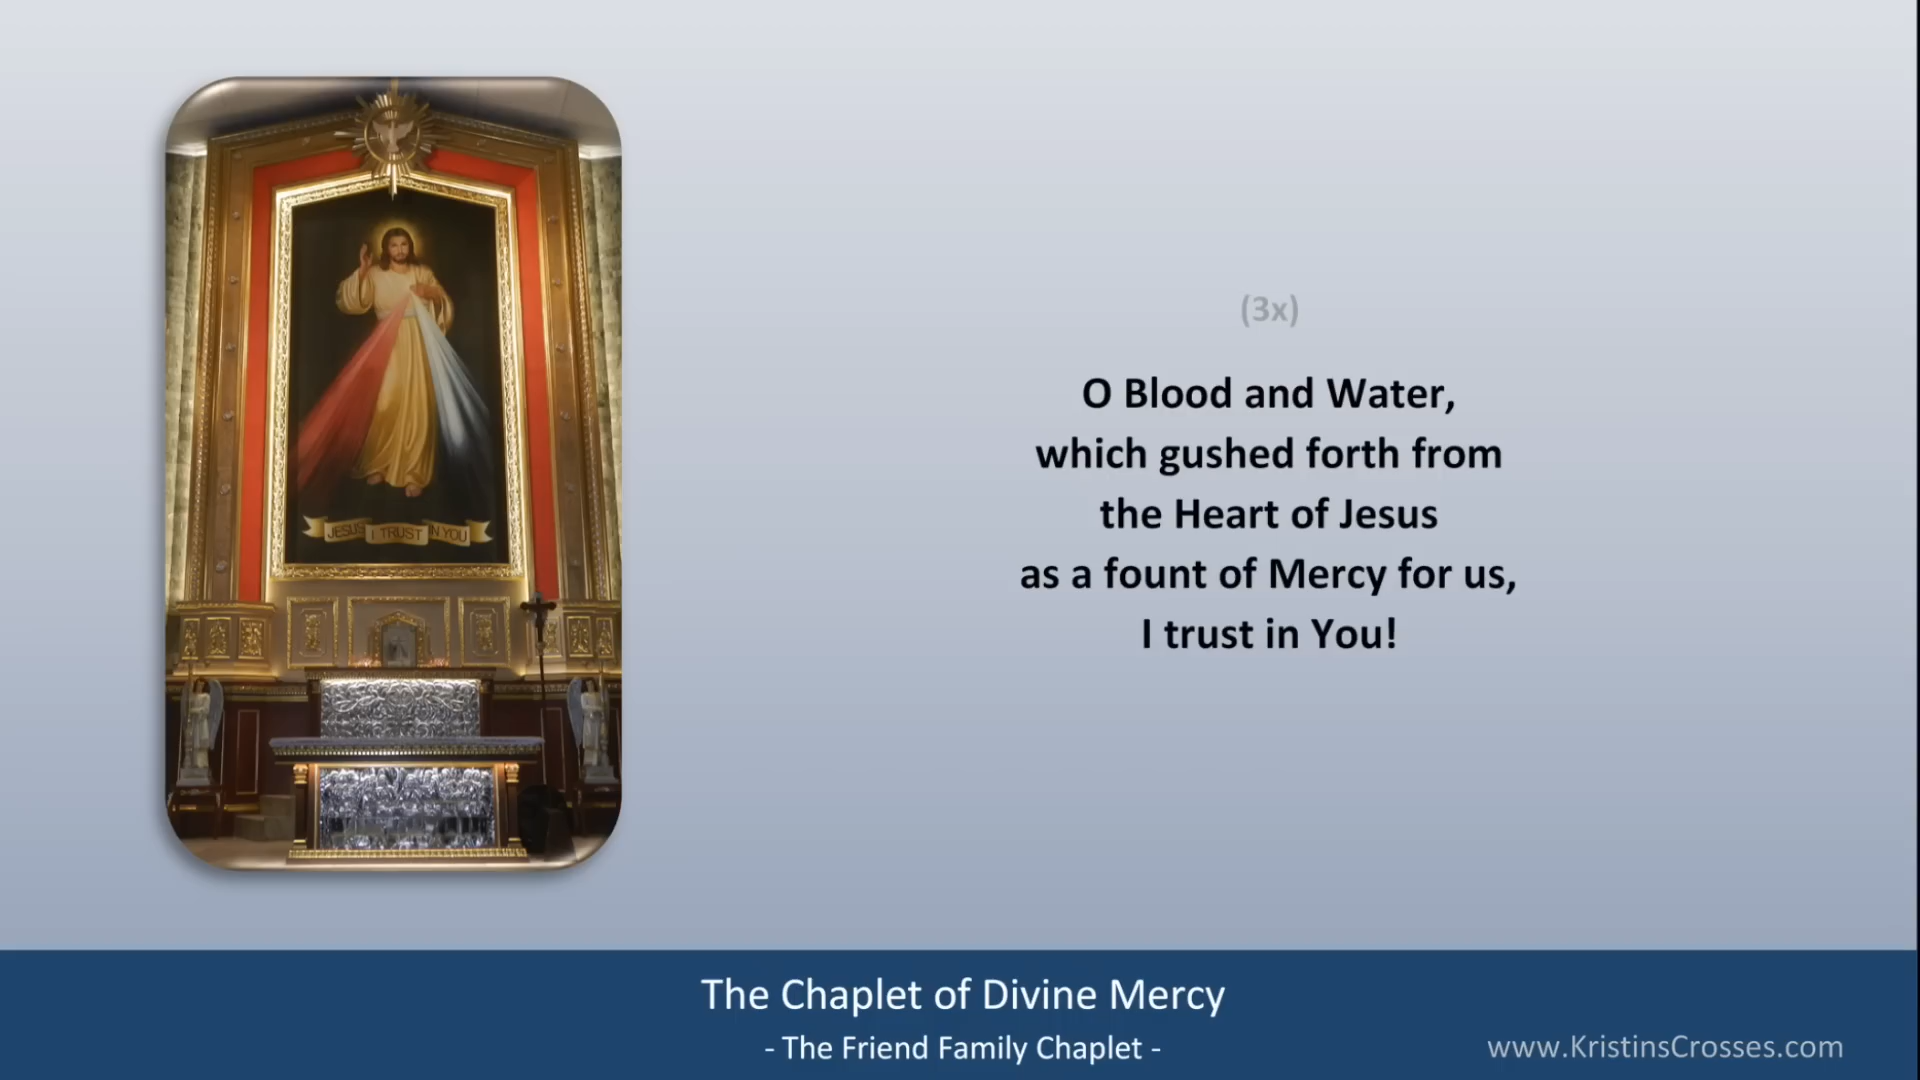 JESUS I TRUST IN YOU
(3x)
O Blood and Water,
which gushed forth from
the Heart of Jesus
as a fount of Mercy for us,
I trust in You!
The Chaplet of Divine Mercy
- The Friend Family Chaplet -
www.KristinsCrosses.com